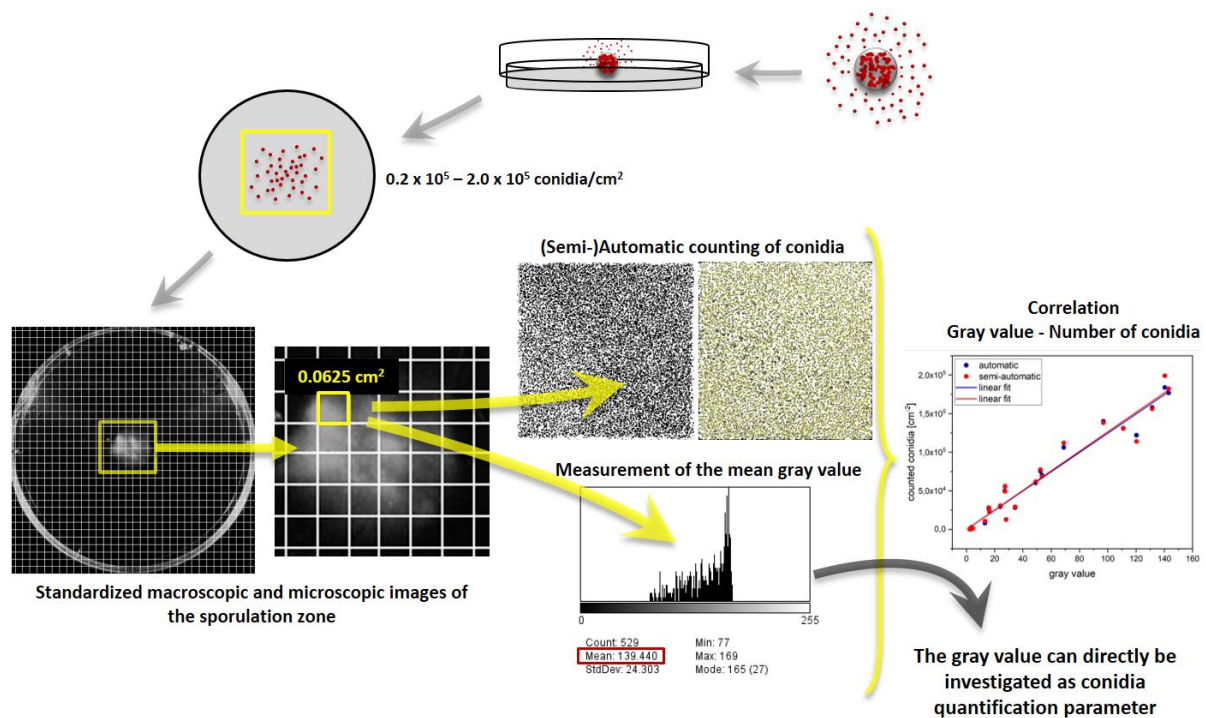 0.2 x 10⁵ – 2.0 x 10⁵ conidia/cm²
(Semi-)Automatic counting of conidia
0.0625 cm²
Standardized macroscopic and microscopic images of
the sporulation zone
Measurement of the mean gray value
0
255
Count: 529
Min: 77
Mean: 139.440
Max: 169
StdDev: 24.303
Mode: 165 (27)
Correlation
Gray value - Number of conidia
automatic
semi-automatic
linear fit
linear fit
2,0x10⁵
1,5x10⁵
1,0x10⁵
5,0x10⁴
0,0
counted conidia [cm⁻²]
0 20 40 60 80 100 120 140 160
gray value
The gray value can directly be
investigated as conidia
quantification parameter